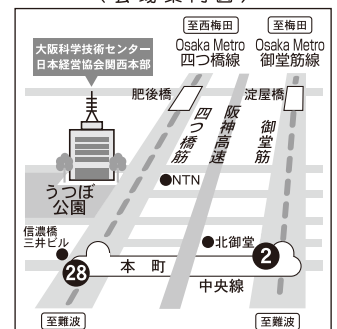 (会場案内図)
至西梅田
至梅田
大阪科学技術センター
日本経営協会関西本部
Osaka Metro
四つ橋線
Osaka Metro
御堂筋線
肥後橋
淀屋橋
四つ橋筋
阪神高速
御堂筋
NTN
うつぼ
公園
信濃橋
三井ビル
北御堂
28
本町
2
中央線
至難波
至難波